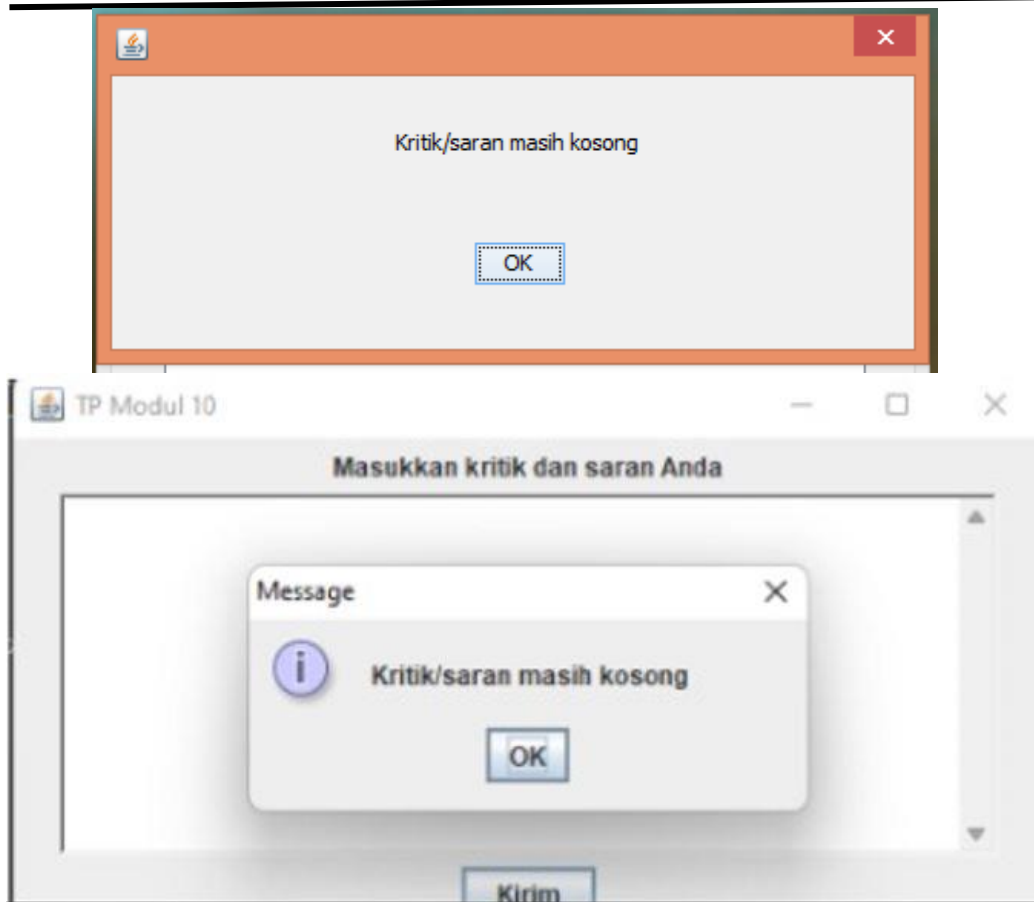 Kritik/saran masih kosong
OK
TP Modul 10
Masukkan kritik dan saran Anda
Message
Kritik/saran masih kosong
OK
Kirim